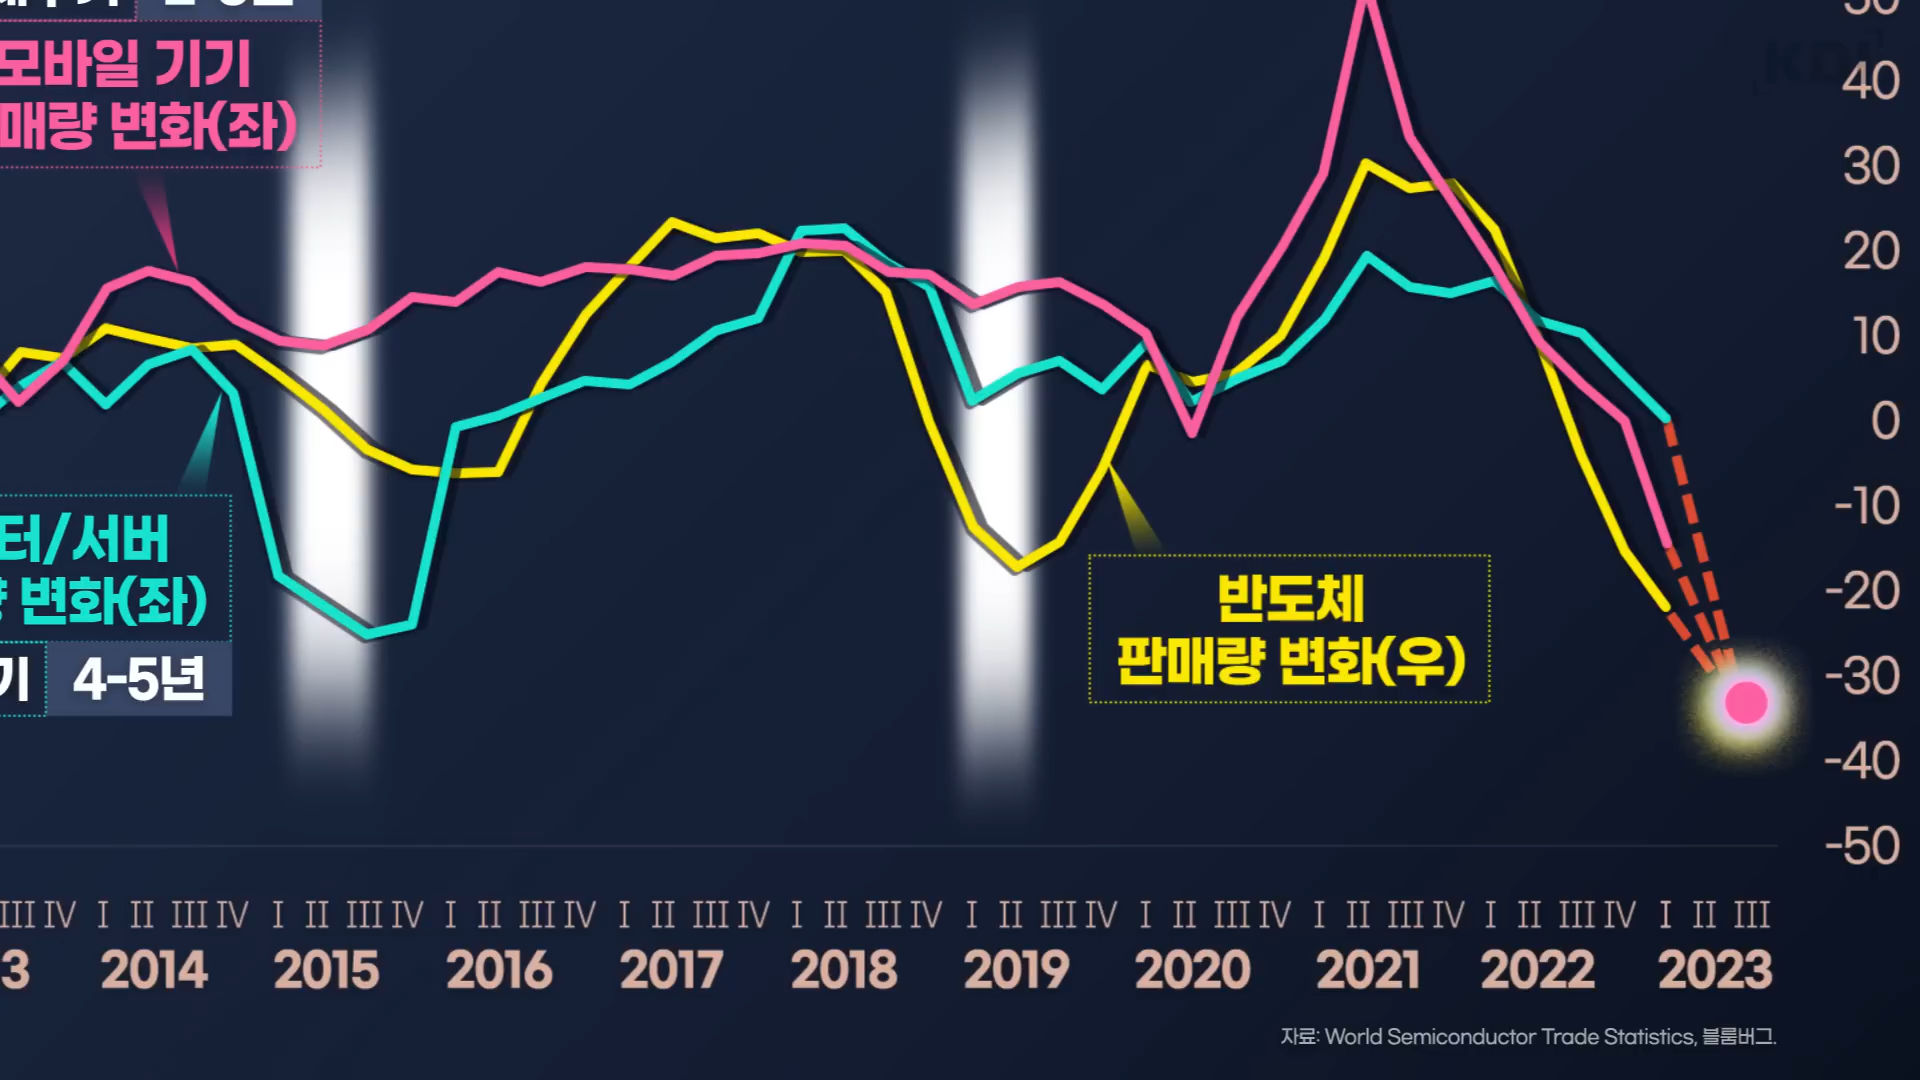 모바일 기기
매량 변화(좌)
터/서버
변화(좌)
기 4-5년
반도체
판매량 변화(우)
50
40
30
20
10
0
-10
-20
-30
-40
-50
III IV I II III IV I II III IV I II III IV I II III IV I II III IV I II III IV I II III IV I II III IV I II III IV I II III
3 2014 2015 2016 2017 2018 2019 2020 2021 2022 2023
자료: World Semiconductor Trade Statistics, 블룸버그.